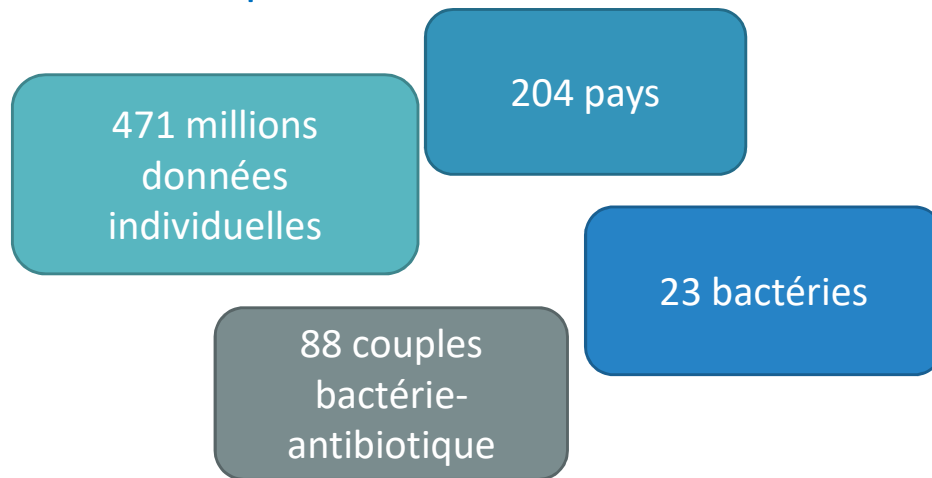 204 pays
471 millions
données
individuelles
23 bactéries
88 couples
bactérie-
antibiotique